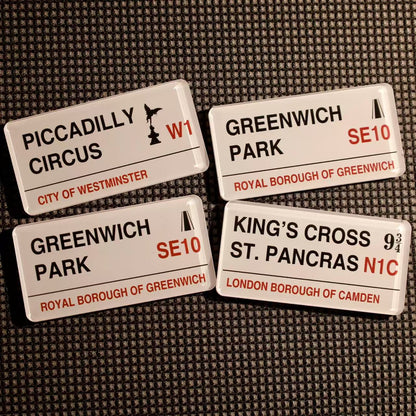 PICCADILLY
CIRCUS W1
CITY OF WESTMINSTER
GREENWICH
PARK SE10
ROYAL BOROUGH OF GREENWICH
GREENWICH
PARK SE10
ROYAL BOROUGH OF GREENWICH
KING'S CROSS 9¾
ST. PANCRAS N1C
LONDON BOROUGH OF CAMDEN